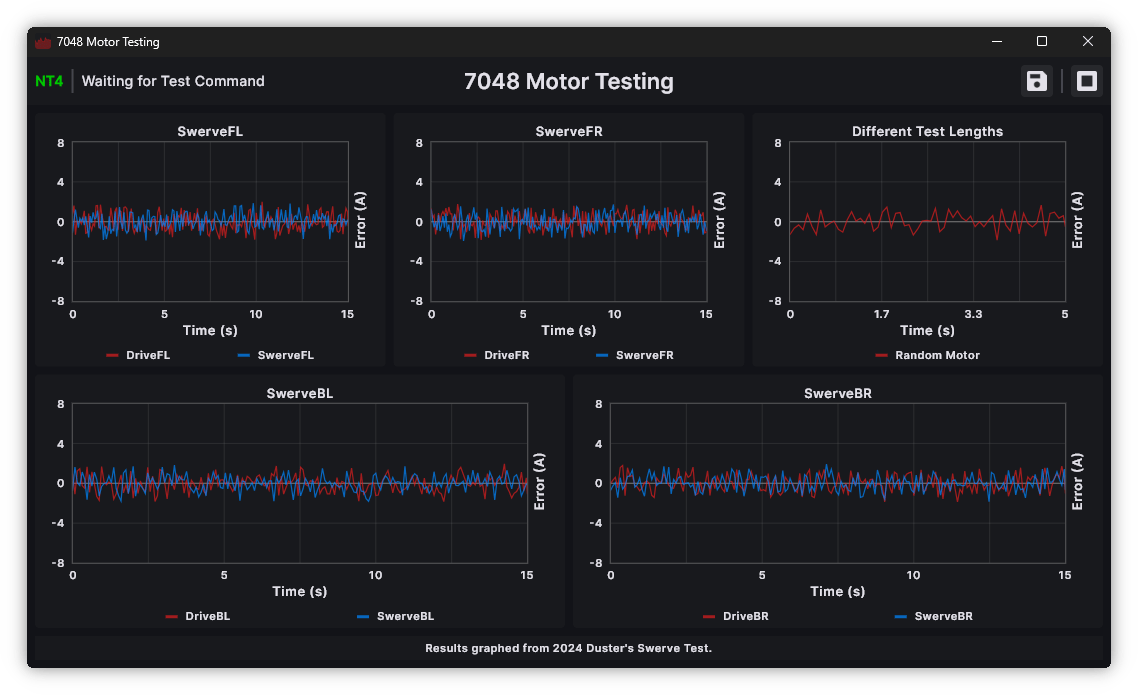 7048 Motor Testing
NT4 Waiting for Test Command
7048 Motor Testing
SwerveFL
8
4
0
-4
-8
0 5 10 15
Time (s)
Error (A)
DriveFL SwerveFL
SwerveFR
8
4
0
-4
-8
0 5 10 15
Time (s)
Error (A)
DriveFR SwerveFR
Different Test Lengths
8
4
0
-4
-8
0 1.7 3.3 5
Time (s)
Error (A)
Random Motor
SwerveBL
8
4
0
-4
-8
0 5 10 15
Time (s)
Error (A)
DriveBL SwerveBL
SwerveBR
8
4
0
-4
-8
0 5 10 15
Time (s)
Error (A)
DriveBR SwerveBR
Results graphed from 2024 Duster's Swerve Test.